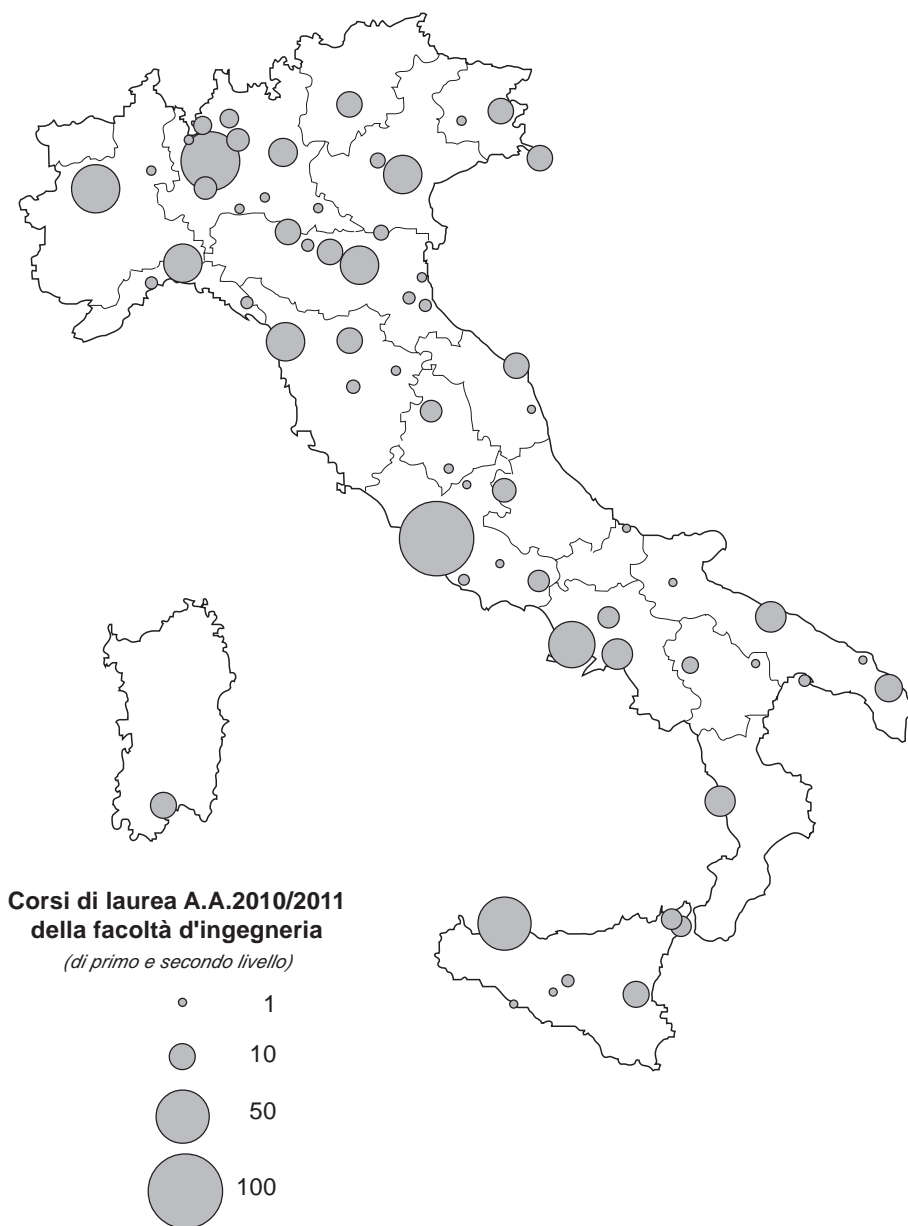 Corsi di laurea A.A.2010/2011
della facoltà d'ingegneria
(di primo e secondo livello)
1
10
50
100